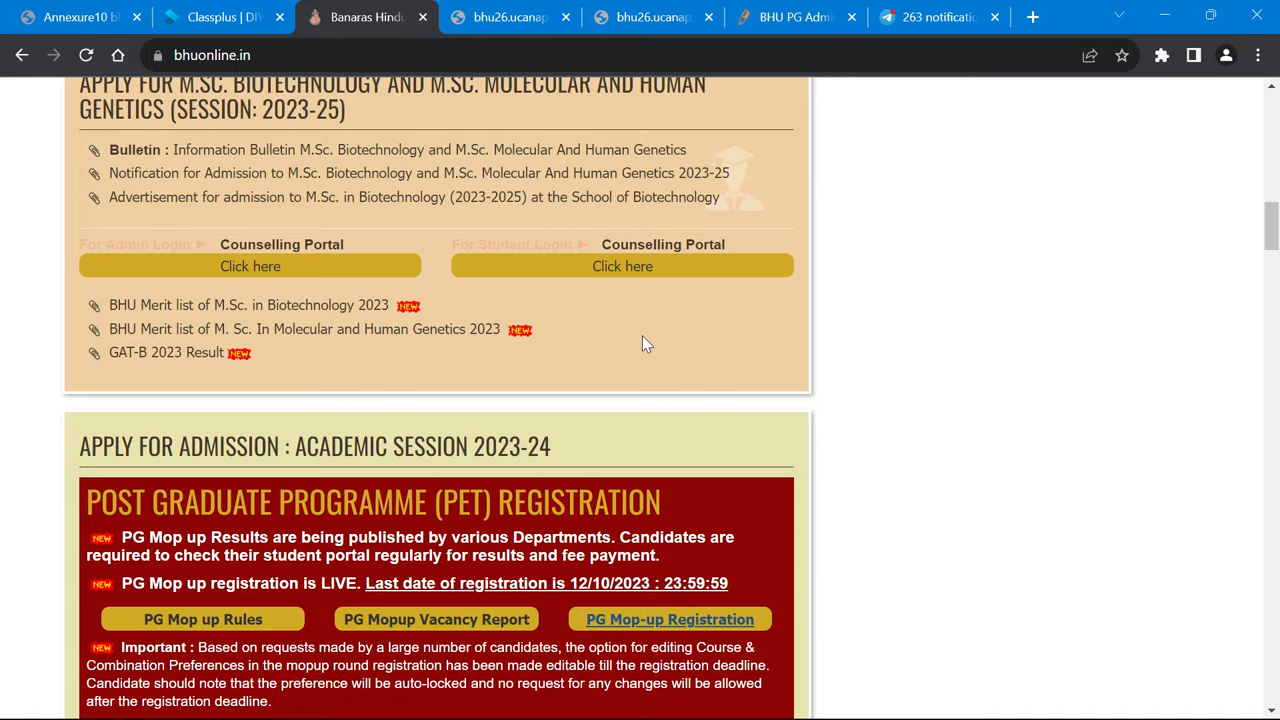 Annexure10 b
Classplus | DIY
Banaras Hindu
bhu26.ucanap
bhu26.ucanap
BHU PG Admi
263 notificatio
bhuonline.in
APPLY FOR M.SC. BIOTECHNOLOGY AND M.SC. MOLECULAR AND HUMAN
GENETICS (SESSION: 2023-25)
Bulletin : Information Bulletin M.Sc. Biotechnology and M.Sc. Molecular And Human Genetics
Notification for Admission to M.Sc. Biotechnology and M.Sc. Molecular And Human Genetics 2023-25
Advertisement for admission to M.Sc. in Biotechnology (2023-2025) at the School of Biotechnology
For Admin Login ► Counselling Portal
Click here
For Student Login ► Counselling Portal
Click here
BHU Merit list of M.Sc. in Biotechnology 2023 NEW
BHU Merit list of M. Sc. In Molecular and Human Genetics 2023 NEW
GAT-B 2023 Result NEW
APPLY FOR ADMISSION : ACADEMIC SESSION 2023-24
POST GRADUATE PROGRAMME (PET) REGISTRATION
NEW PG Mop up Results are being published by various Departments. Candidates are
required to check their student portal regularly for results and fee payment.
NEW PG Mop up registration is LIVE. Last date of registration is 12/10/2023 : 23:59:59
PG Mop up Rules
PG Mopup Vacancy Report
PG Mop-up Registration
NEW Important : Based on requests made by a large number of candidates, the option for editing Course &
Combination Preferences in the mopup round registration has been made editable till the registration deadline.
Candidate should note that the preference will be auto-locked and no request for any changes will be allowed
after the registration deadline.